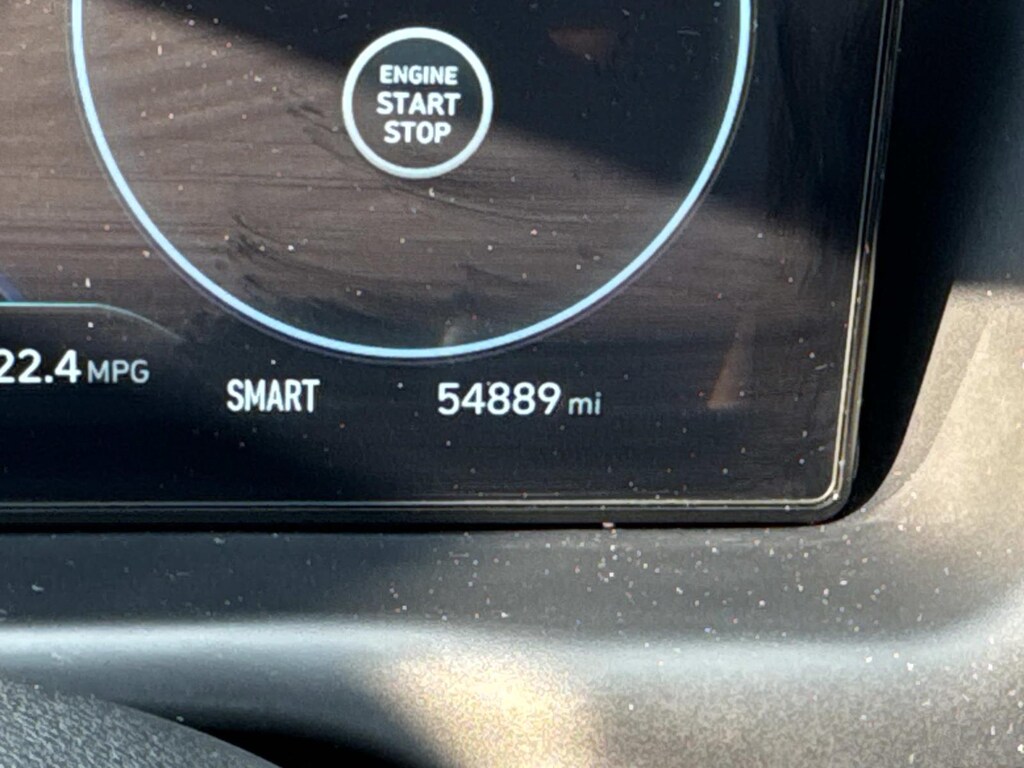 ENGINE
START
STOP
22.4 MPG
SMART
54889 mi